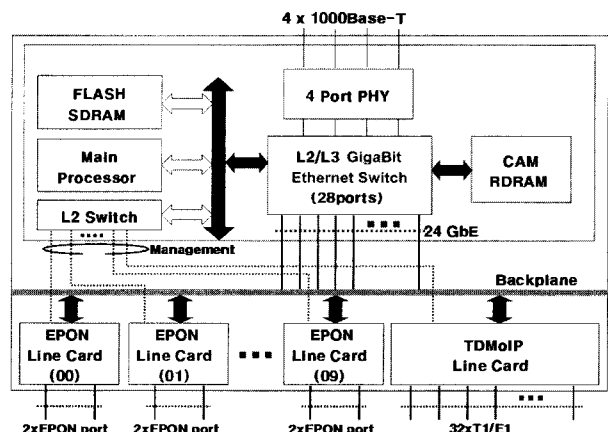 4 x 1000Base-T
FLASH
SDRAM
4 Port PHY
Main
Processor
L2/L3 GigaBit
Ethernet Switch
(28ports)
CAM
RDRAM
L2 Switch
Management
24 GbE
Backplane
EPON
Line Card
(00)
EPON
Line Card
(01)
EPON
Line Card
(09)
TDMoIP
Line Card
2xEPON port
2xEPON port
2xEPON port
32xT1/E1